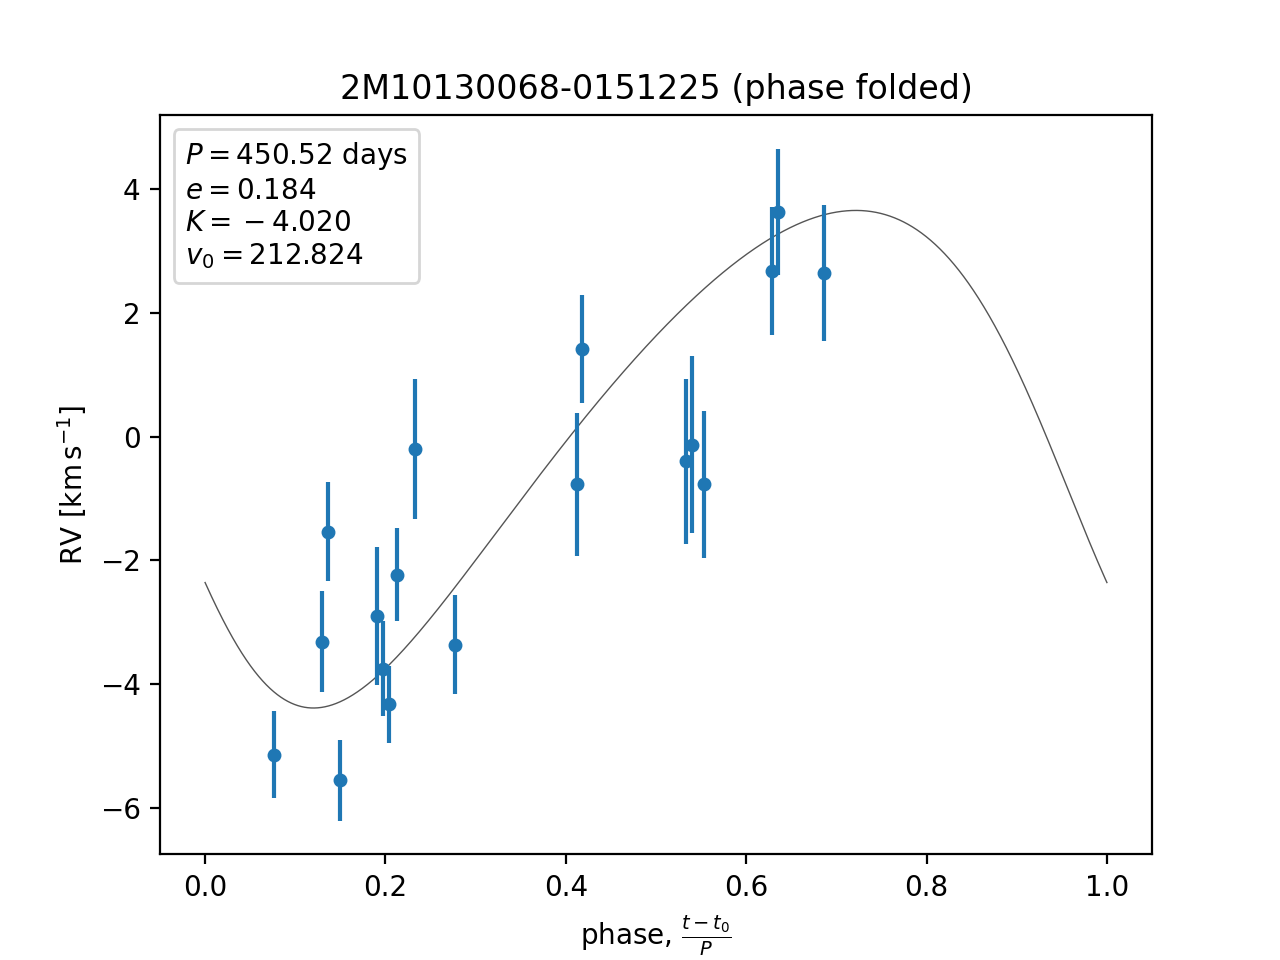 2M10130068-0151225 (phase folded)
P = 450.52 days
e = 0.184
K = −4.020
v₀ = 212.824
4
2
0
−2
−4
−6
RV [km s⁻¹]
0.0 0.2 0.4 0.6 0.8 1.0
phase, (t − t₀)/P